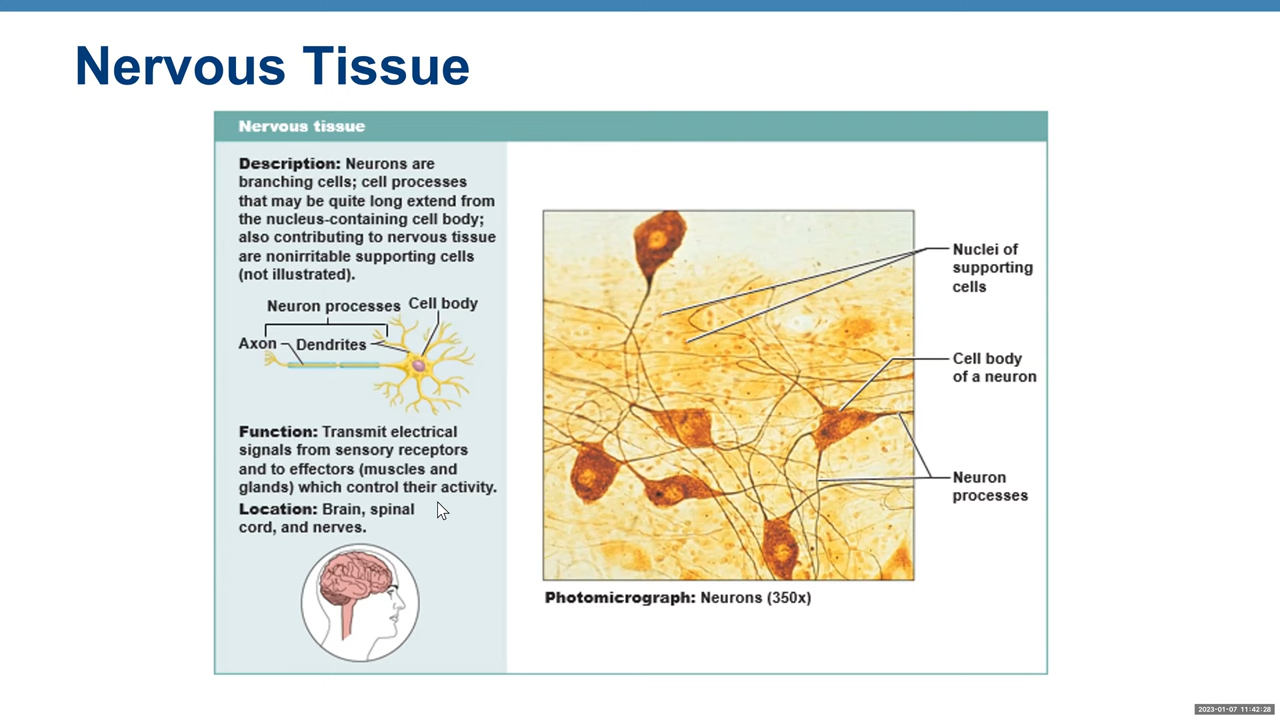 Nervous Tissue
Nervous tissue
Description: Neurons are
branching cells; cell processes
that may be quite long extend from
the nucleus-containing cell body;
also contributing to nervous tissue
are nonirritable supporting cells
(not illustrated).
Neuron processes Cell body
Axon Dendrites
Function: Transmit electrical
signals from sensory receptors
and to effectors (muscles and
glands) which control their activity.
Location: Brain, spinal
cord, and nerves.
Nuclei of
supporting
cells
Cell body
of a neuron
Neuron
processes
Photomicrograph: Neurons (350x)
2023-01-07 11:42:28